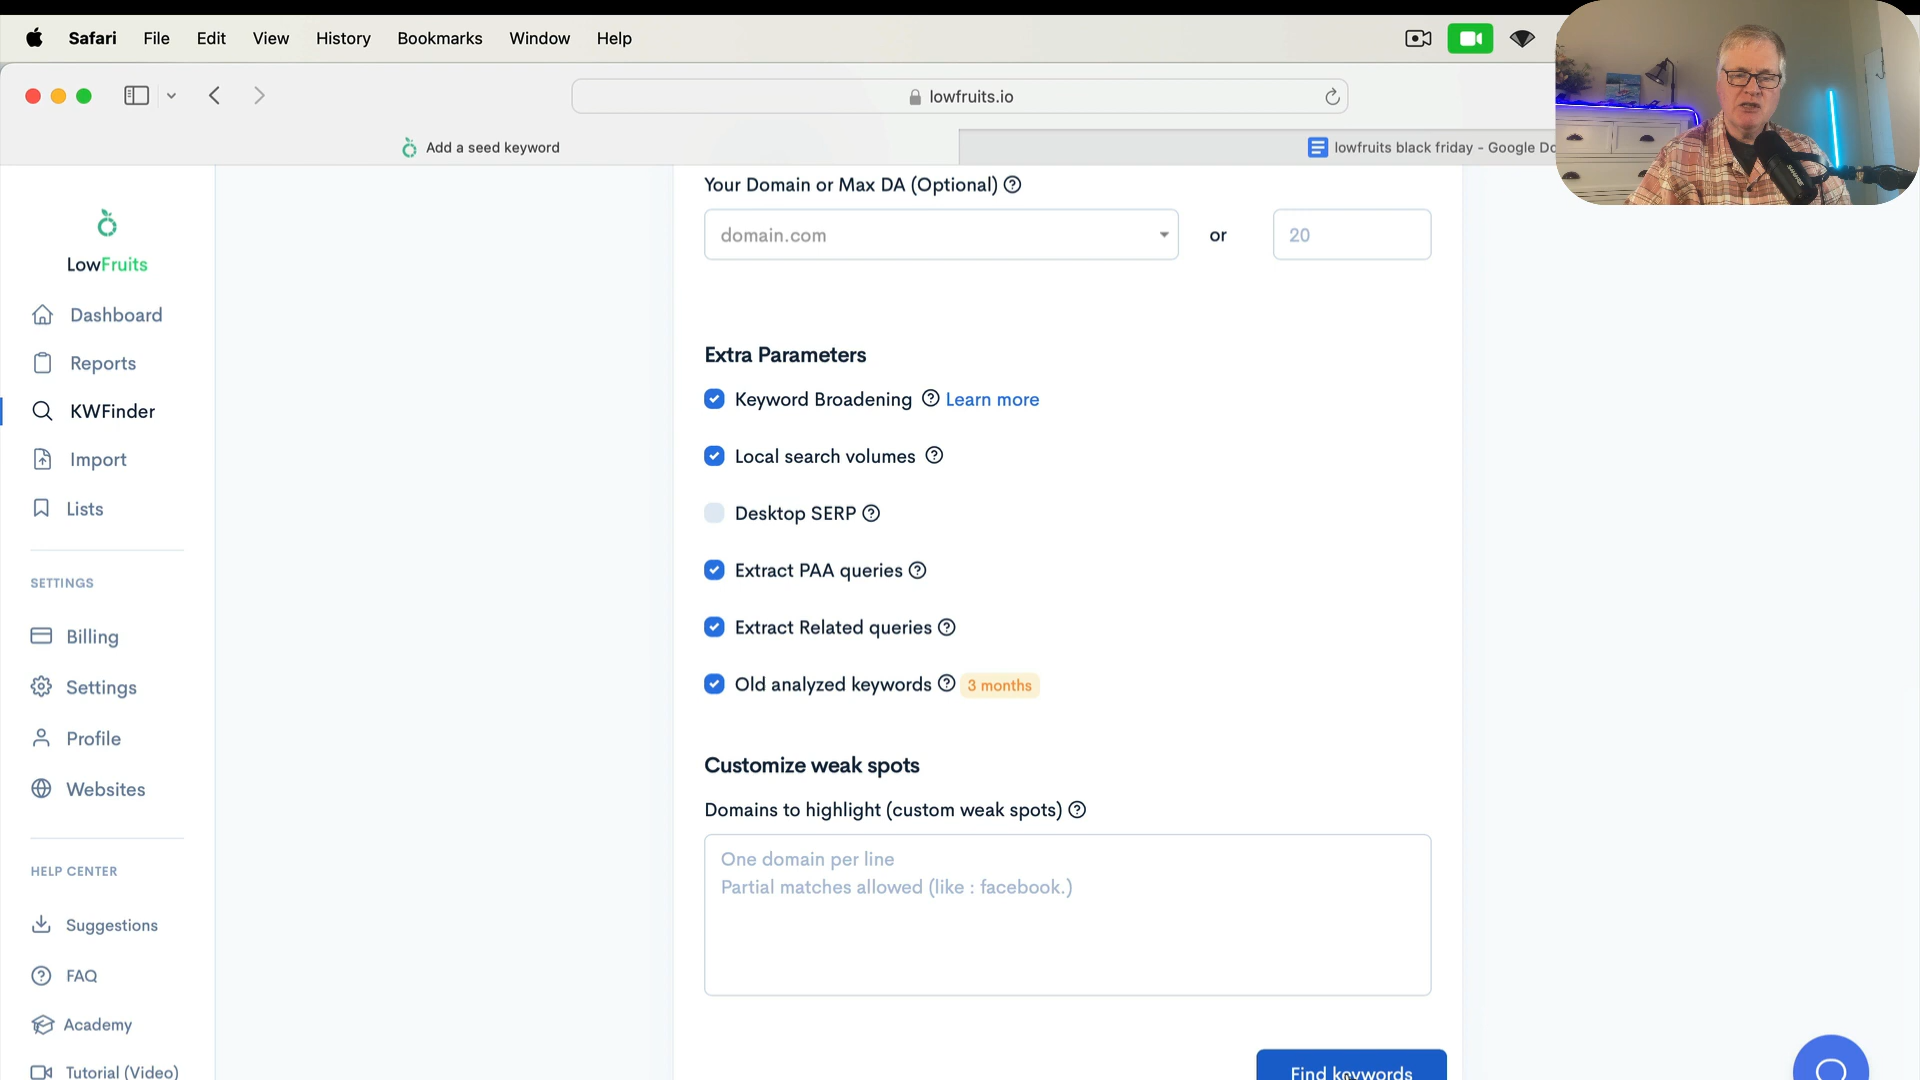 Safari File Edit View History Bookmarks Window Help
lowfruits.io
Add a seed keyword
lowfruits black friday - Google Do
LowFruits
Dashboard
Reports
KWFinder
Import
Lists
SETTINGS
Billing
Settings
Profile
Websites
HELP CENTER
Suggestions
FAQ
Academy
Tutorial (Video)
Your Domain or Max DA (Optional)
domain.com or 20
Extra Parameters
Keyword Broadening Learn more
Local search volumes
Desktop SERP
Extract PAA queries
Extract Related queries
Old analyzed keywords 3 months
Customize weak spots
Domains to highlight (custom weak spots)
One domain per line
Partial matches allowed (like : facebook.)
Find keywords